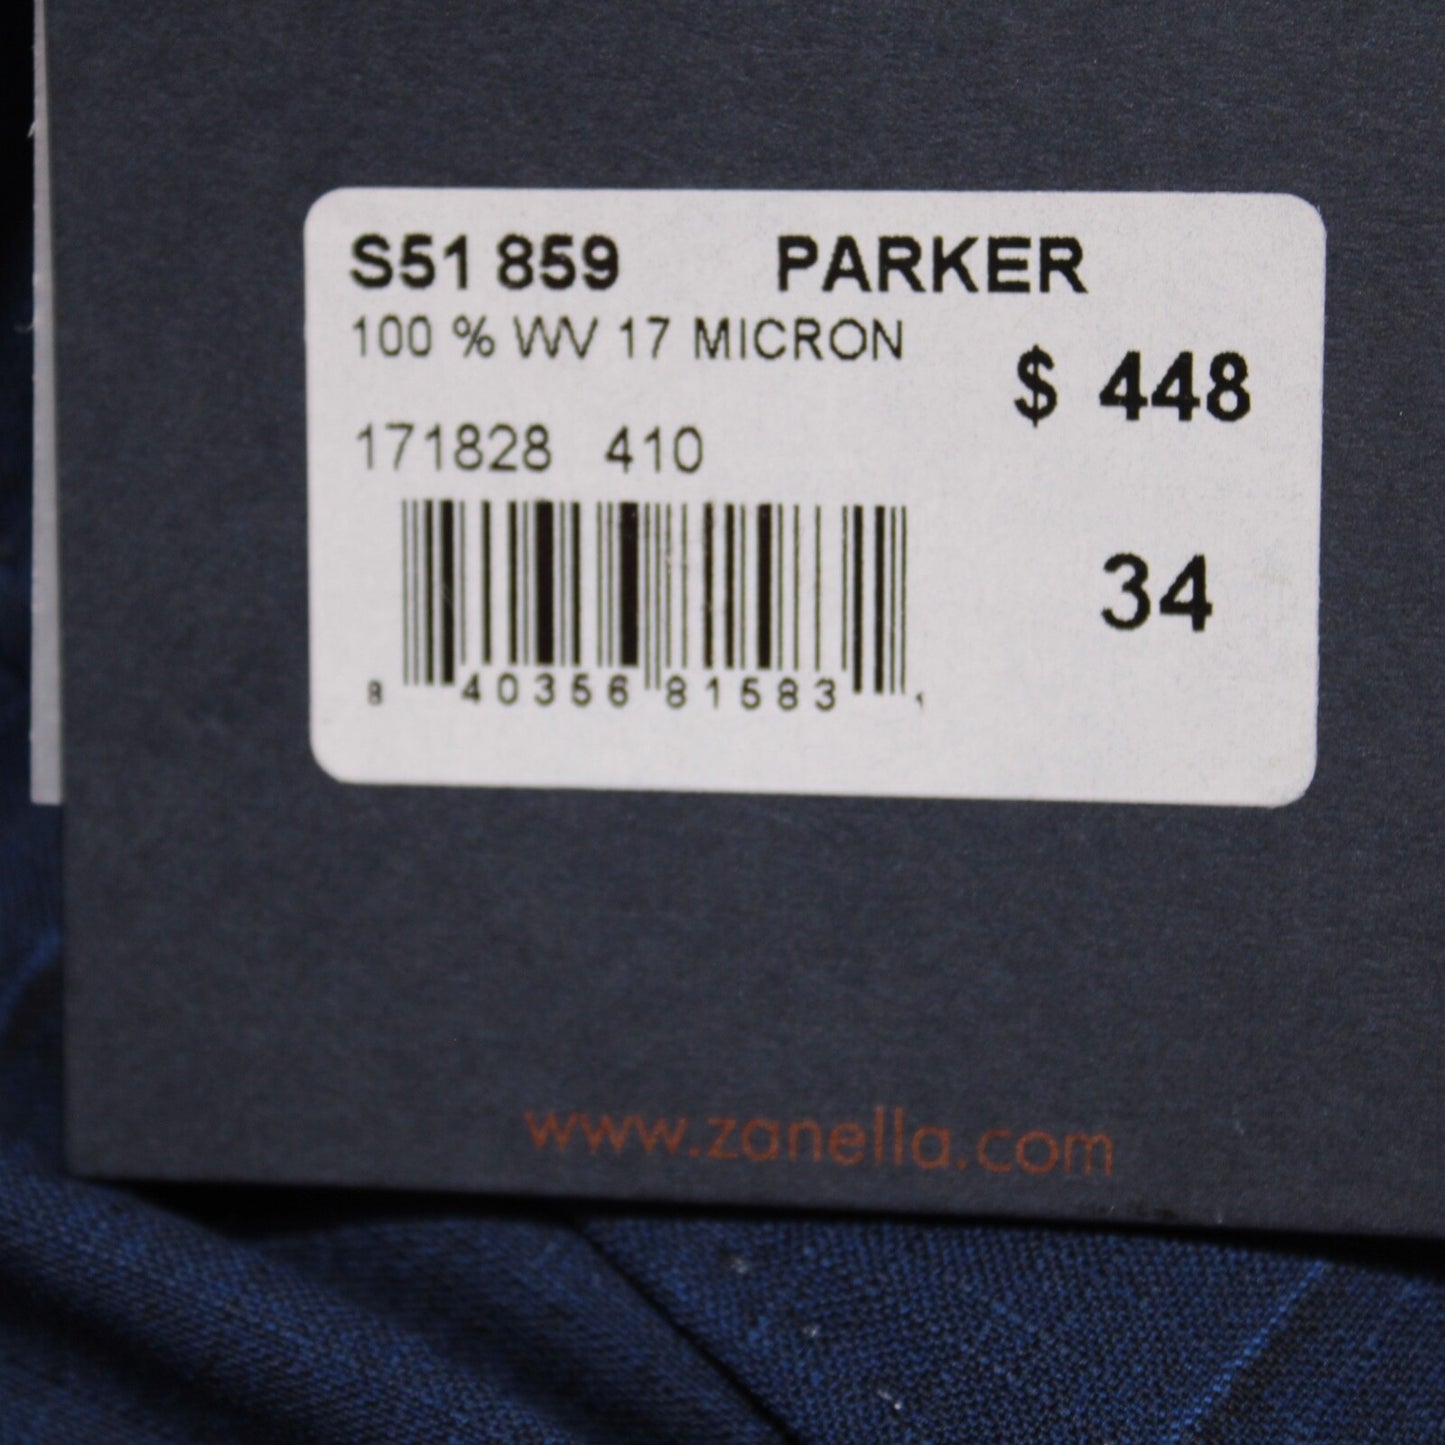 S51 859 PARKER
100 % WV 17 MICRON
$ 448
171828 410
34
8 40356 81583 1
www.zanella.com